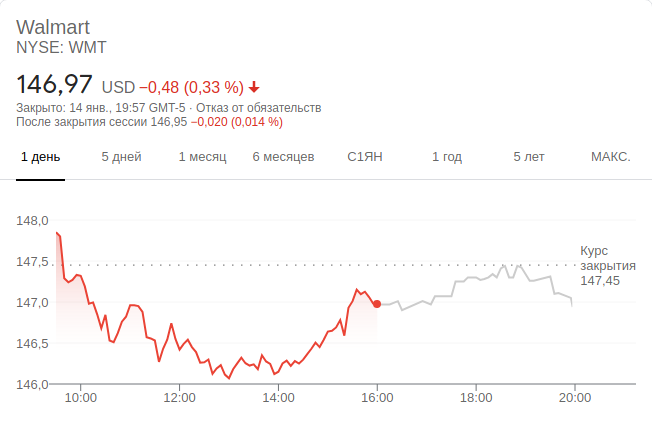 Walmart
NYSE: WMT
146,97 USD −0,48 (0,33 %)
Закрыто: 14 янв., 19:57 GMT-5 · Отказ от обязательств
После закрытия сессии 146,95 −0,020 (0,014 %)
1 день 5 дней 1 месяц 6 месяцев С1ЯН 1 год 5 лет МАКС.
148,0
147,5
147,0
146,5
146,0
Курс
закрытия
147,45
10:00 12:00 14:00 16:00 18:00 20:00